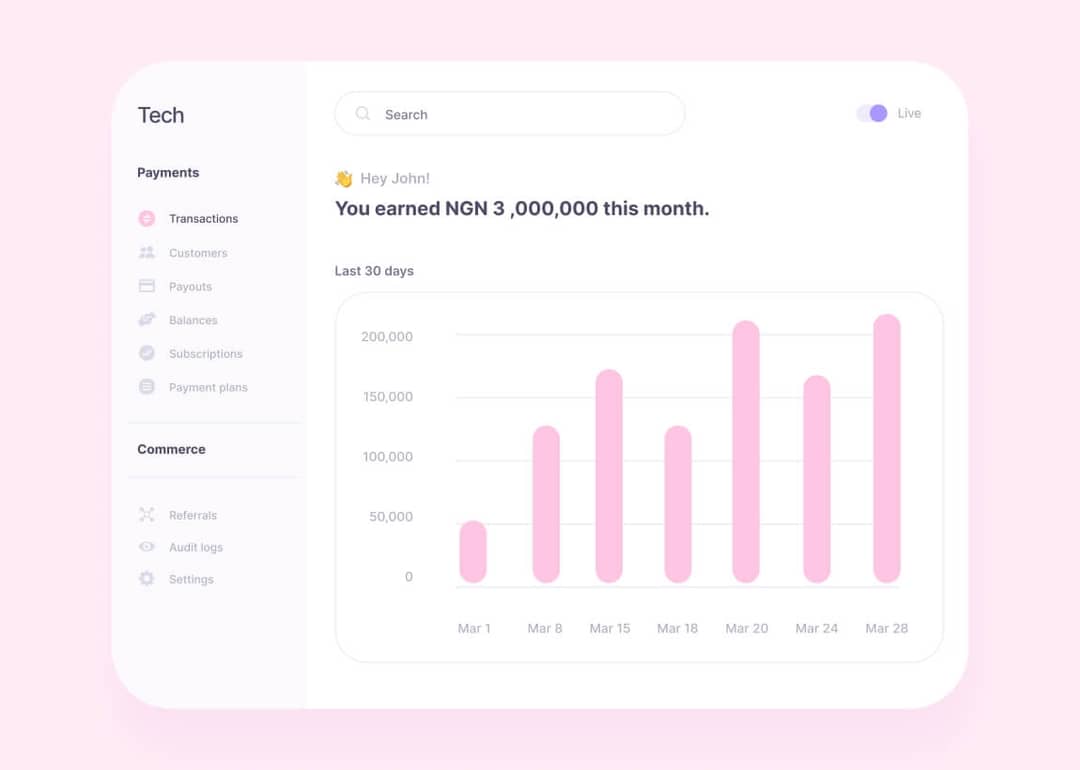 Tech
Payments
Transactions
Customers
Payouts
Balances
Subscriptions
Payment plans
Commerce
Referrals
Audit logs
Settings
Search
Live
👋 Hey John!
You earned NGN 3 ,000,000 this month.
Last 30 days
200,000
150,000
100,000
50,000
0
Mar 1 Mar 8 Mar 15 Mar 18 Mar 20 Mar 24 Mar 28